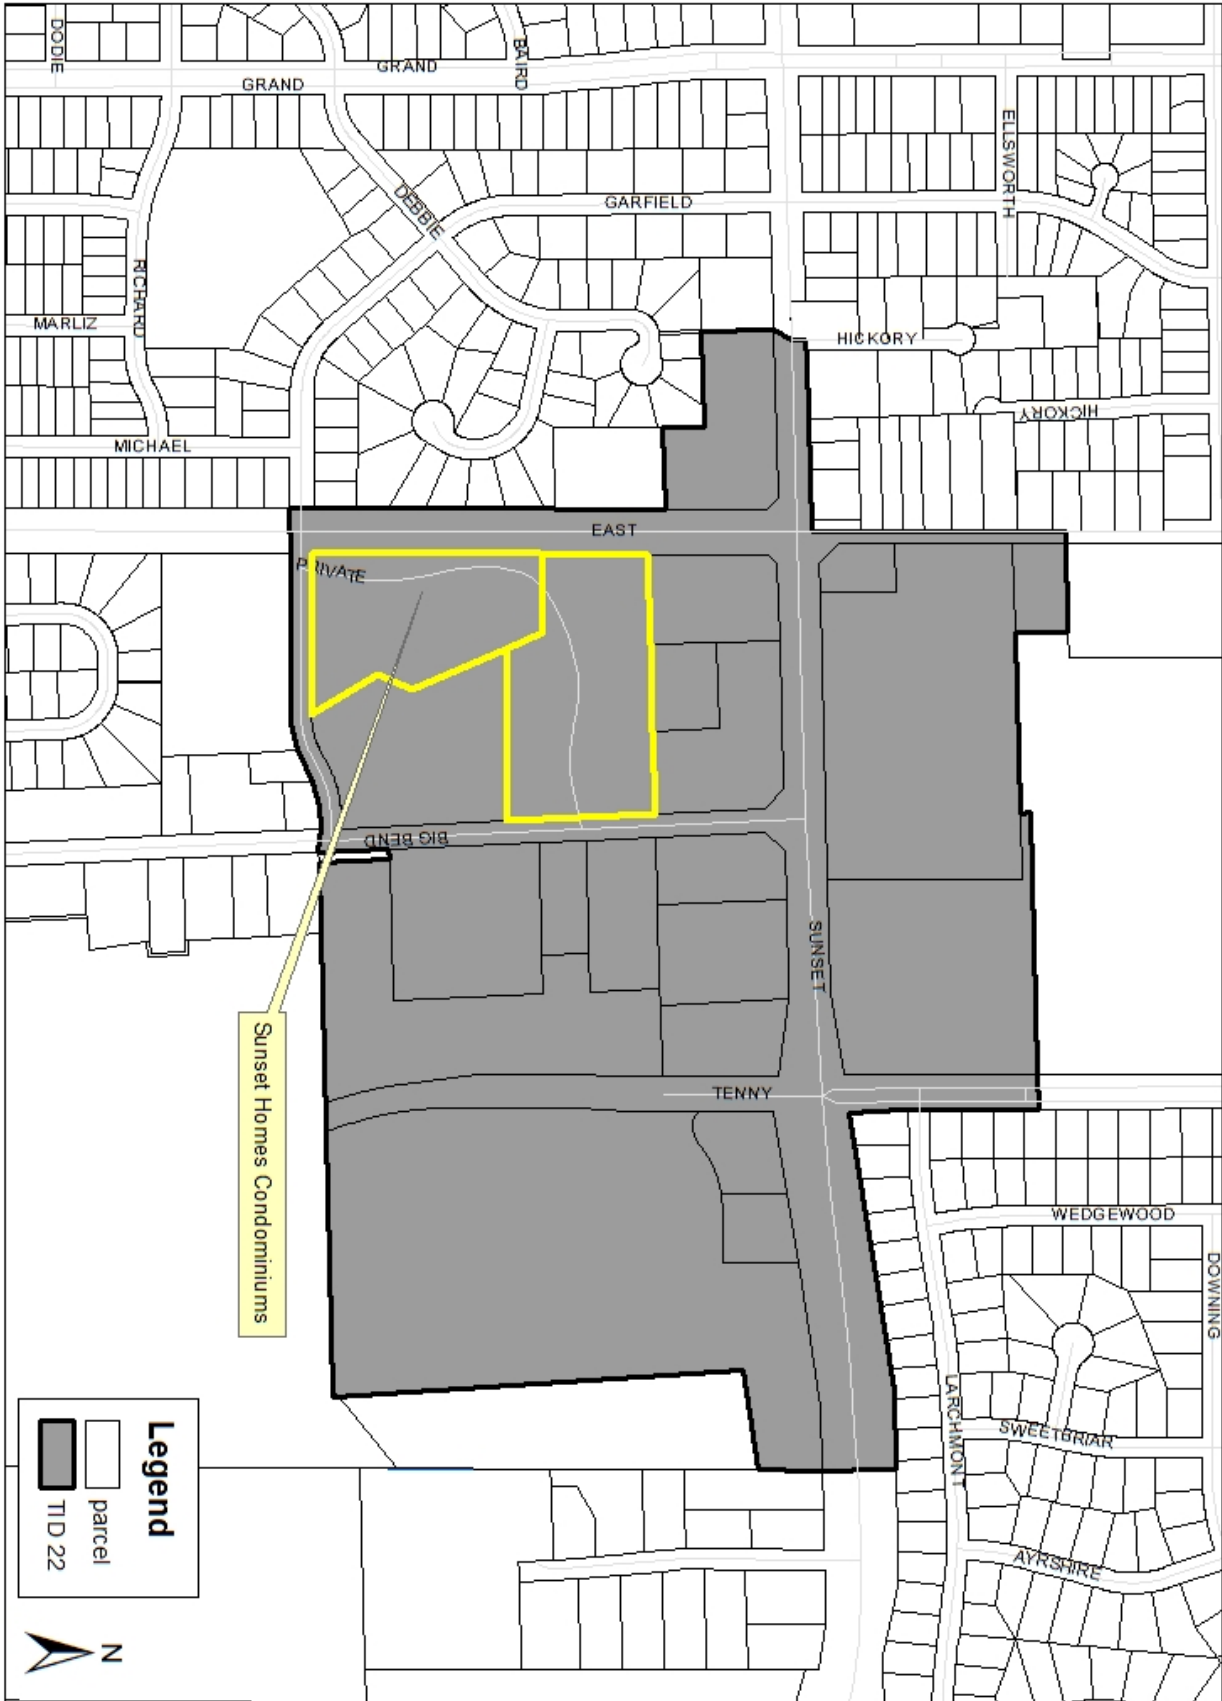 DODIE
GRAND
GRAND
BAIRD
ELLSWORTH
DEBBIE
GARFIELD
RICHARD
MARLIZ
HICKORY
HICKORY
MICHAEL
EAST
PRIVATE
BIG BEND
SUNSET
TENNY
WEDGEWOOD
DOWNING
LARCHMONT
SWEETBRIAR
AYRSHIRE
Sunset Homes Condominiums
Legend
parcel
TID 22
N